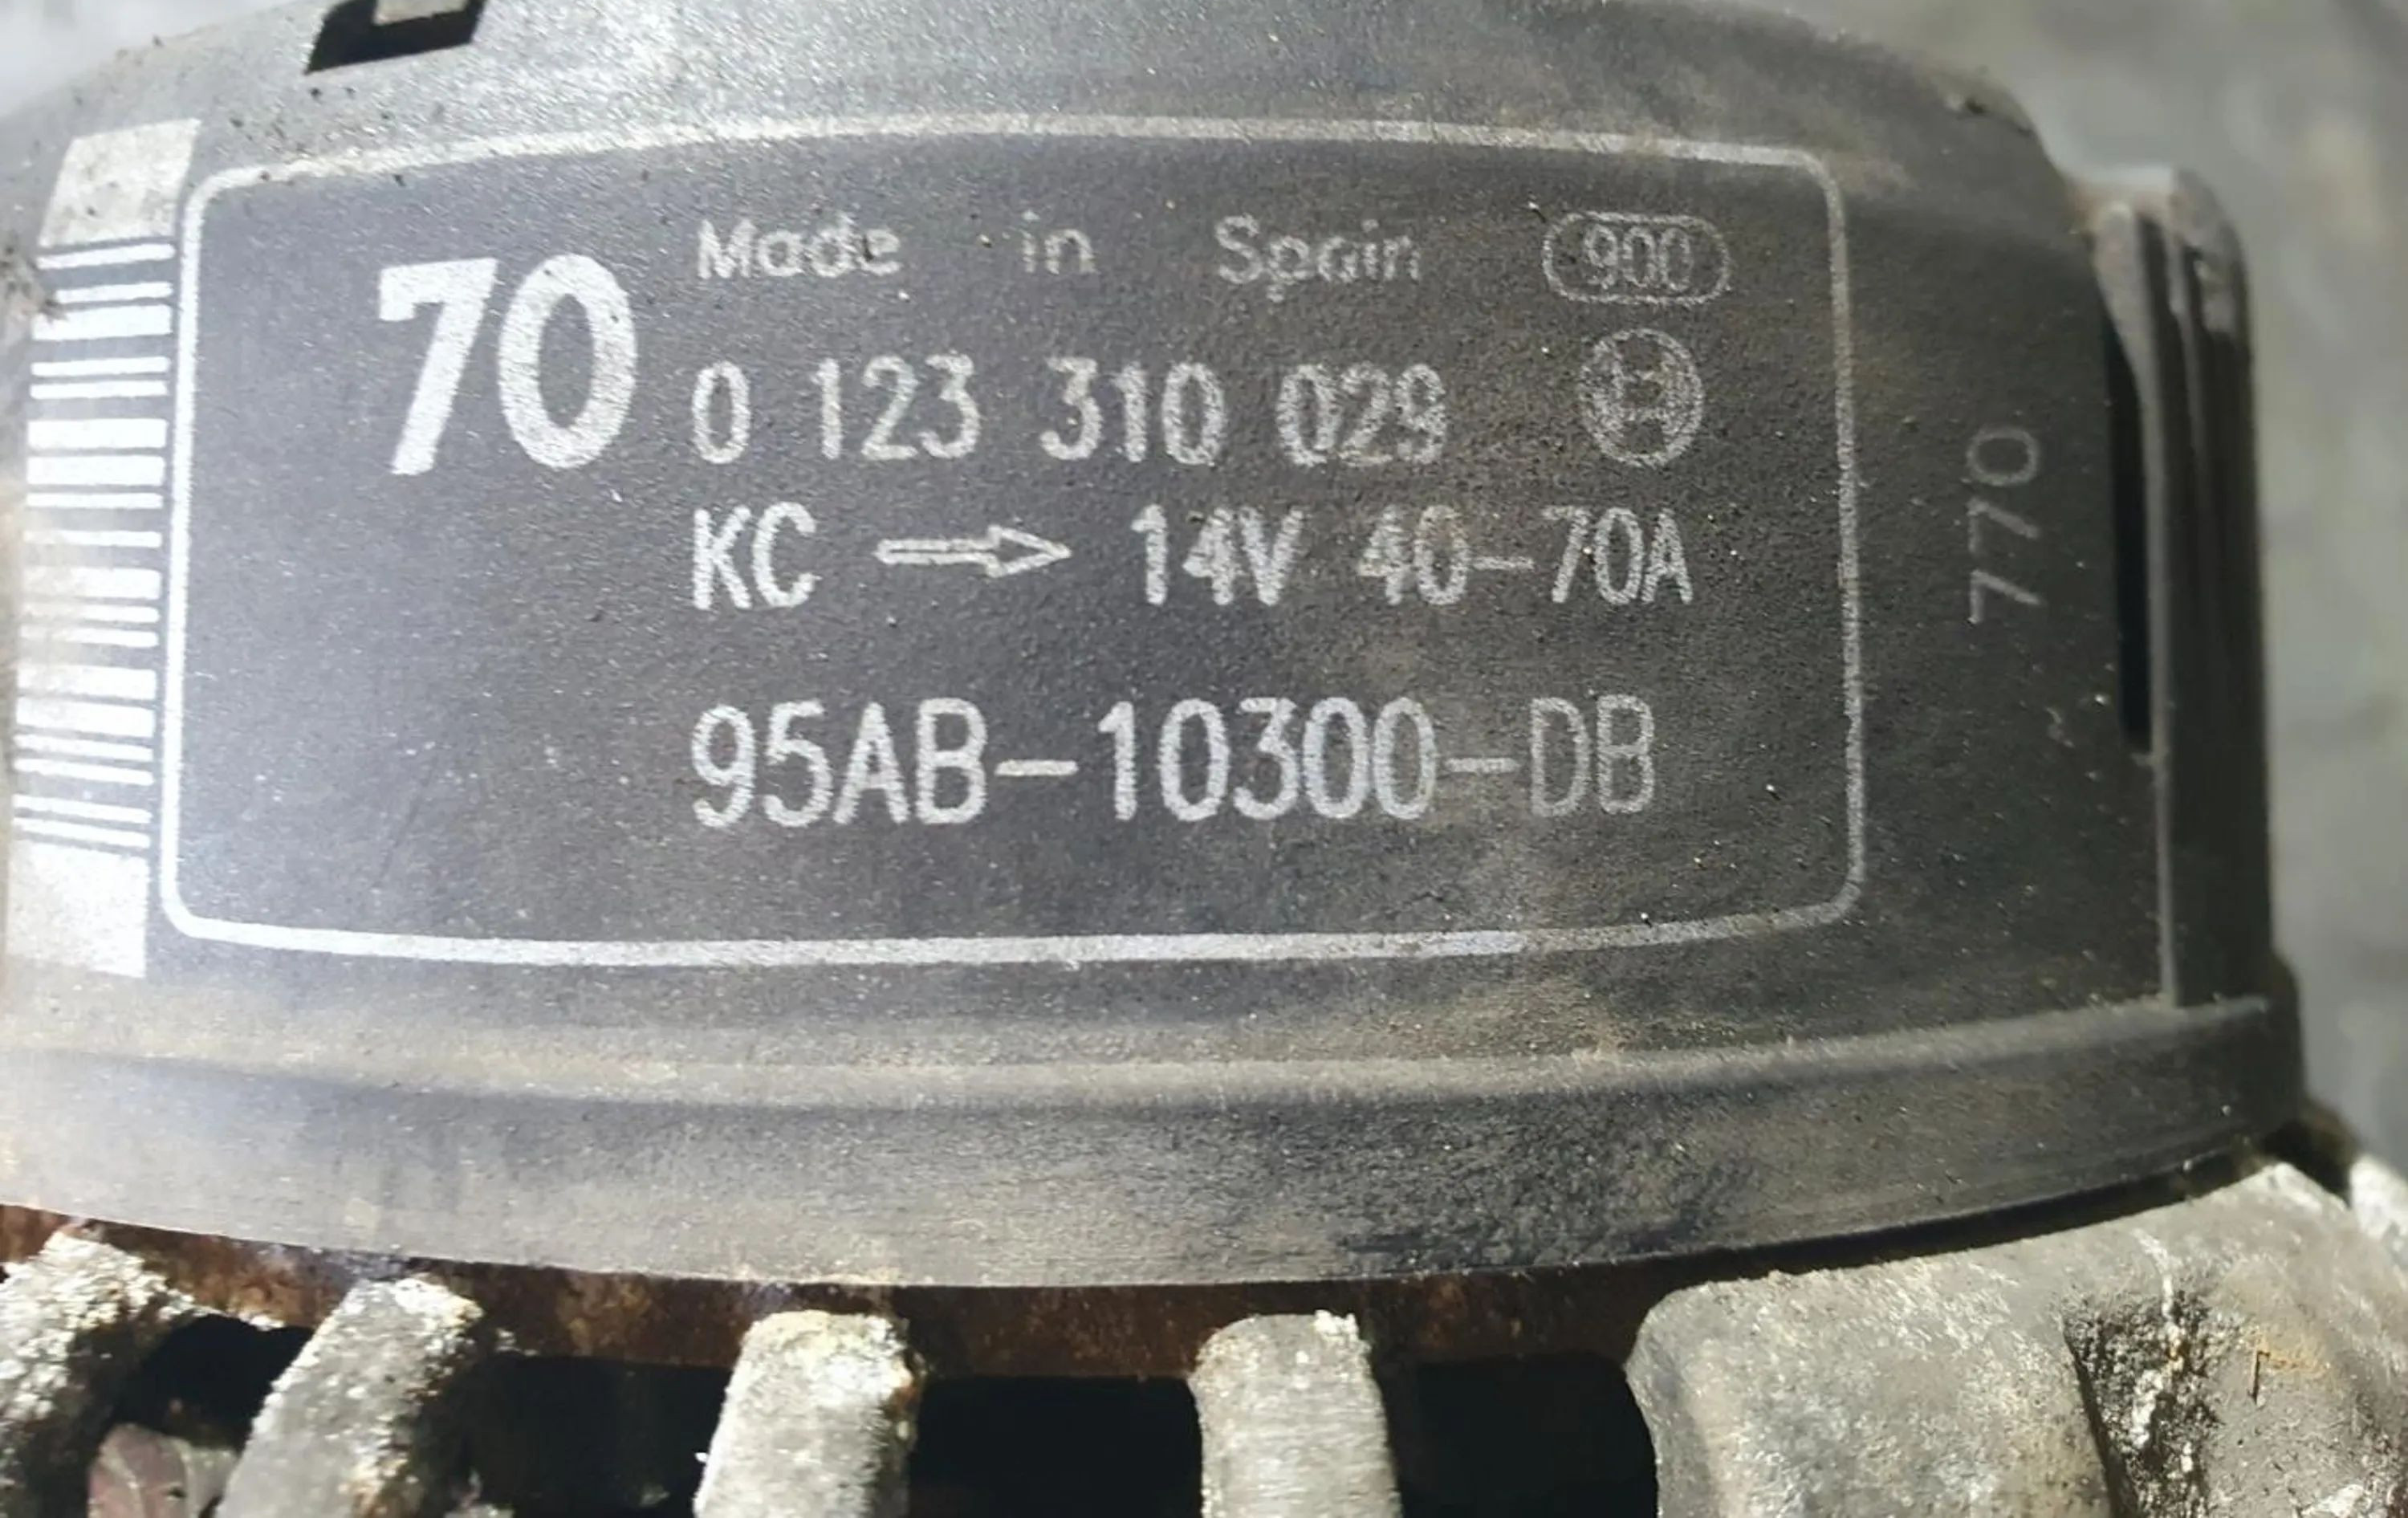 70
Made in Spain 900
0 123 310 029
KC → 14V 40-70A
95AB-10300-DB
770